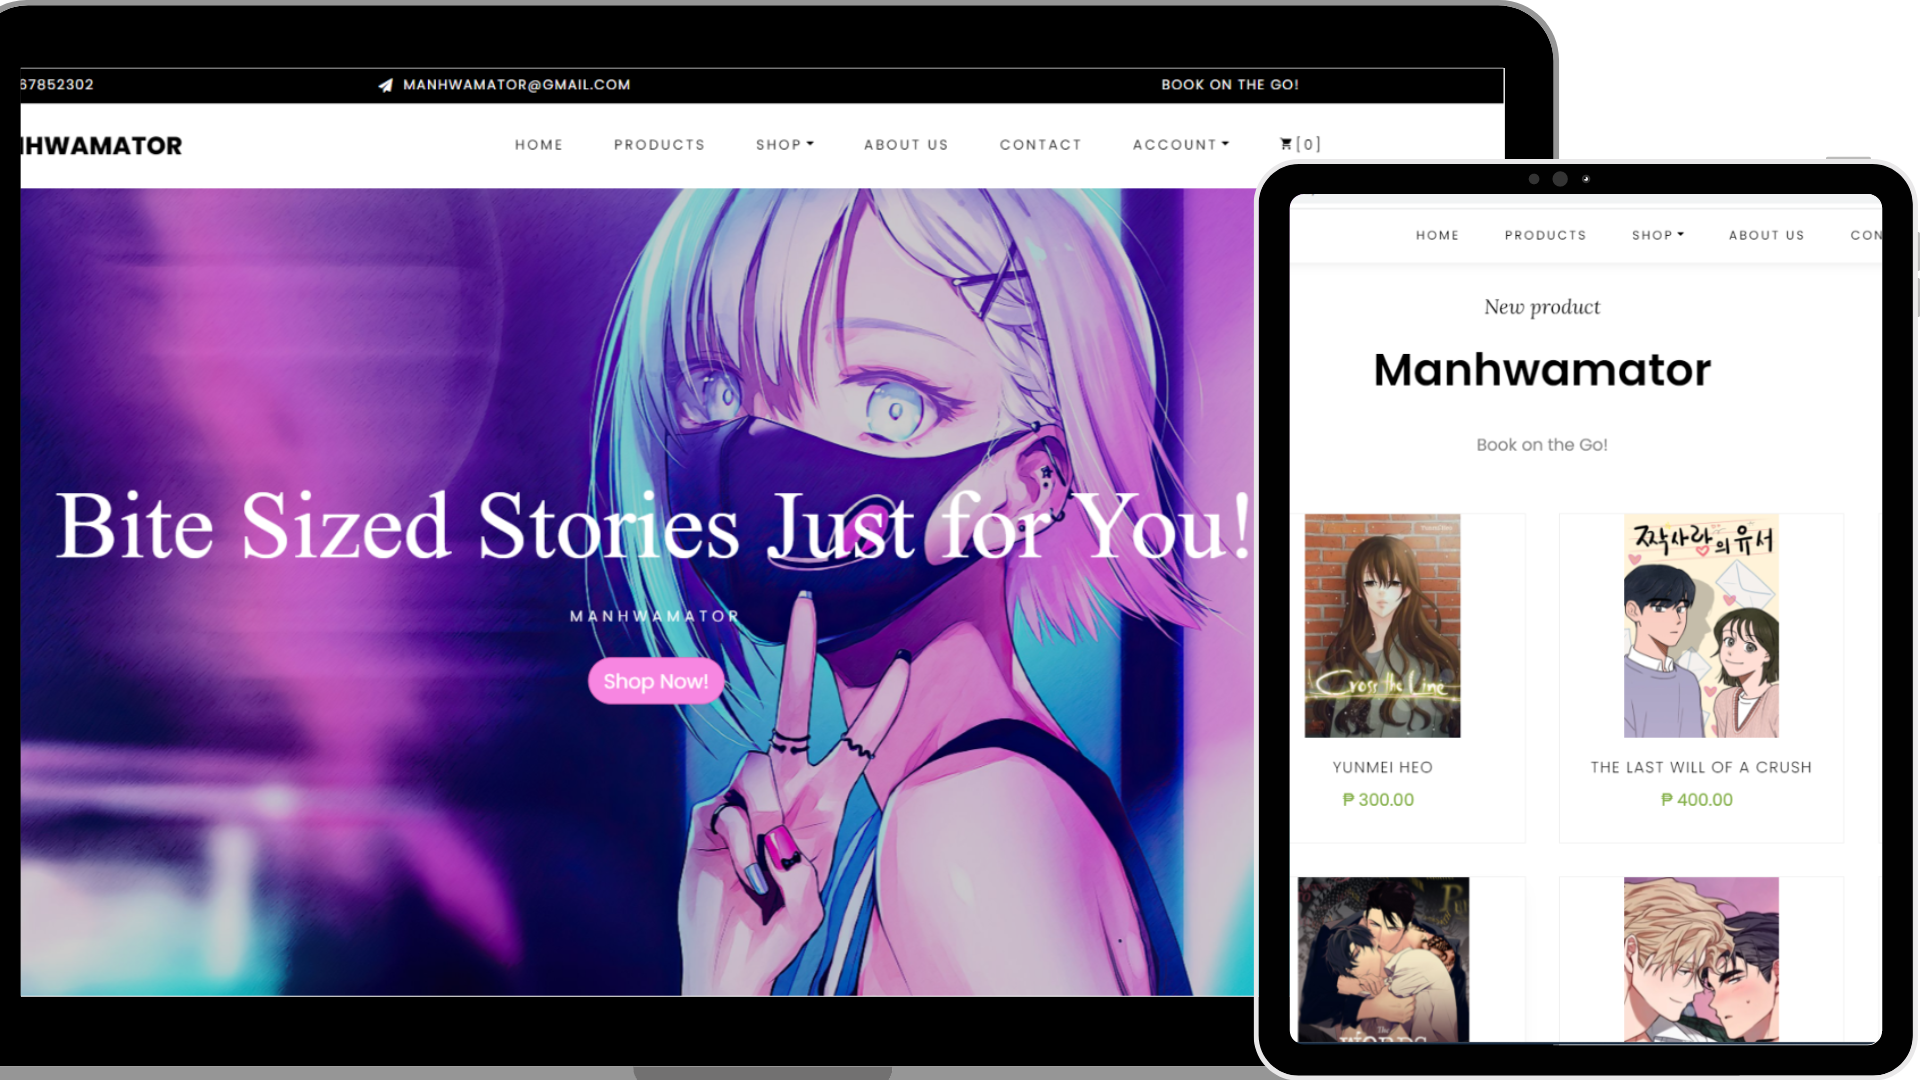 67852302
MANHWAMATOR@GMAIL.COM
BOOK ON THE GO!
HWAMATOR
HOME
PRODUCTS
SHOP
ABOUT US
CONTACT
ACCOUNT
[0]
Bite Sized Stories Just for You!
MANHWAMATOR
Shop Now!
HOME
PRODUCTS
SHOP
ABOUT US
CON
New product
Manhwamator
Book on the Go!
Cross the Line
짝사랑의 유서
YUNMEI HEO
₱ 300.00
THE LAST WILL OF A CRUSH
₱ 400.00
The